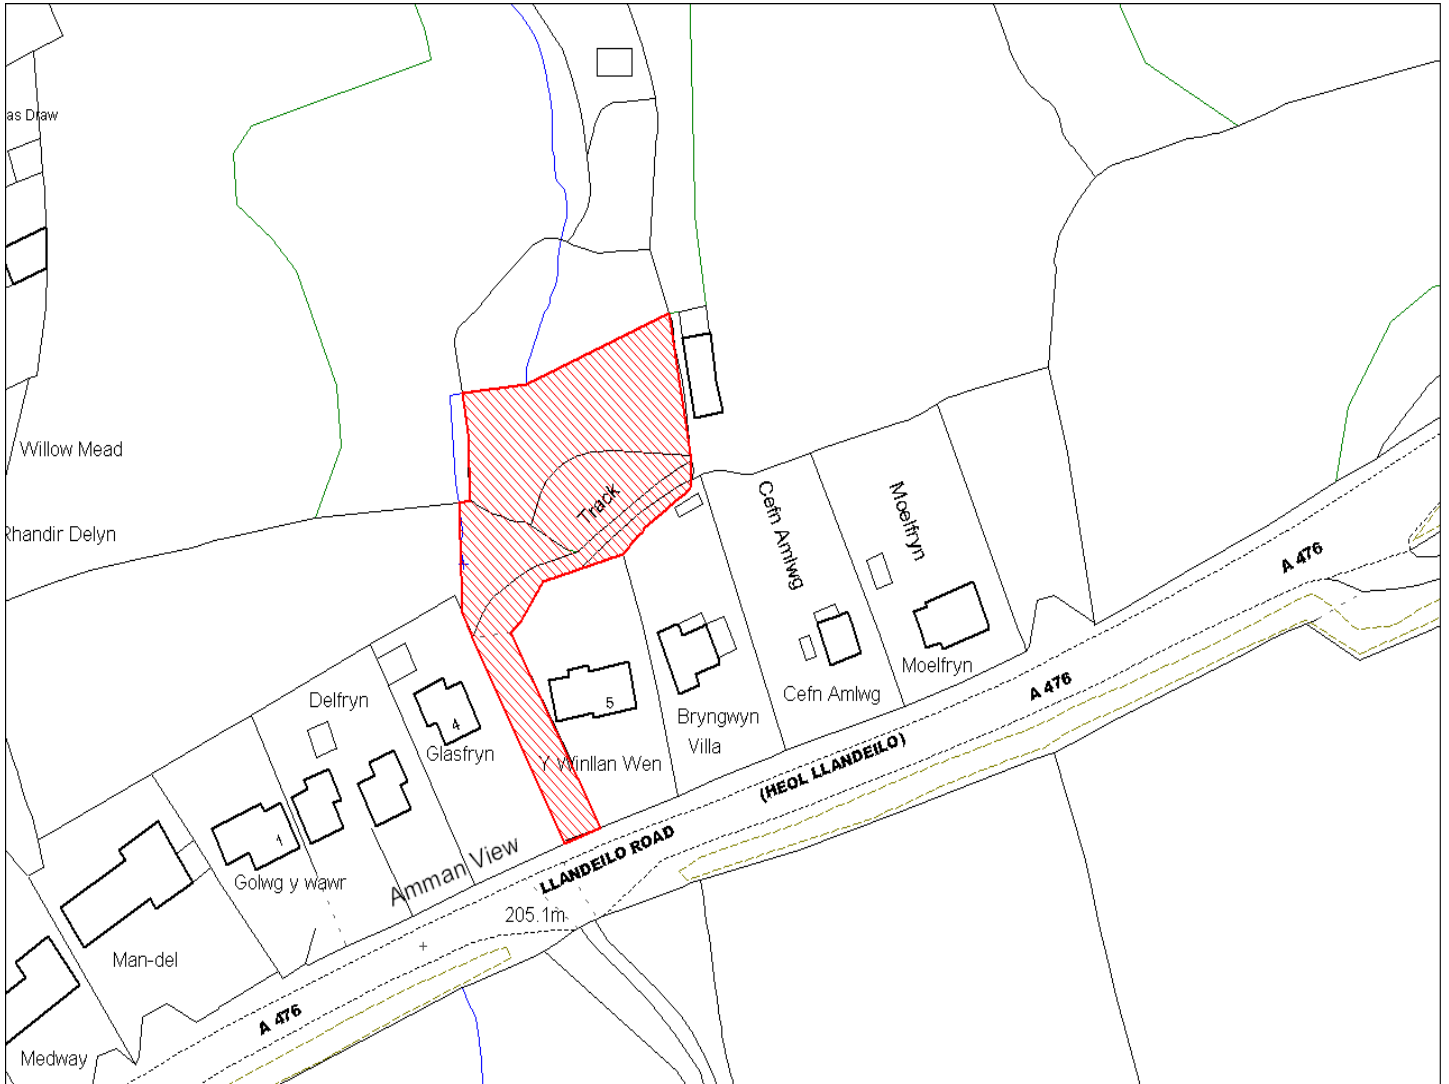 as Draw
Willow Mead
Rhandir Delyn
Track
Cefn Amlwg
Moelfryn
A 476
Delfryn
4
Glasfryn
5
Y Winllan Wen
Bryngwyn
Villa
Cefn Amlwg
Moelfryn
A 476
(HEOL LLANDEILO)
LLANDEILO ROAD
1
Golwg y wawr
Amman View
205.1m
Man-del
A 476
Medway